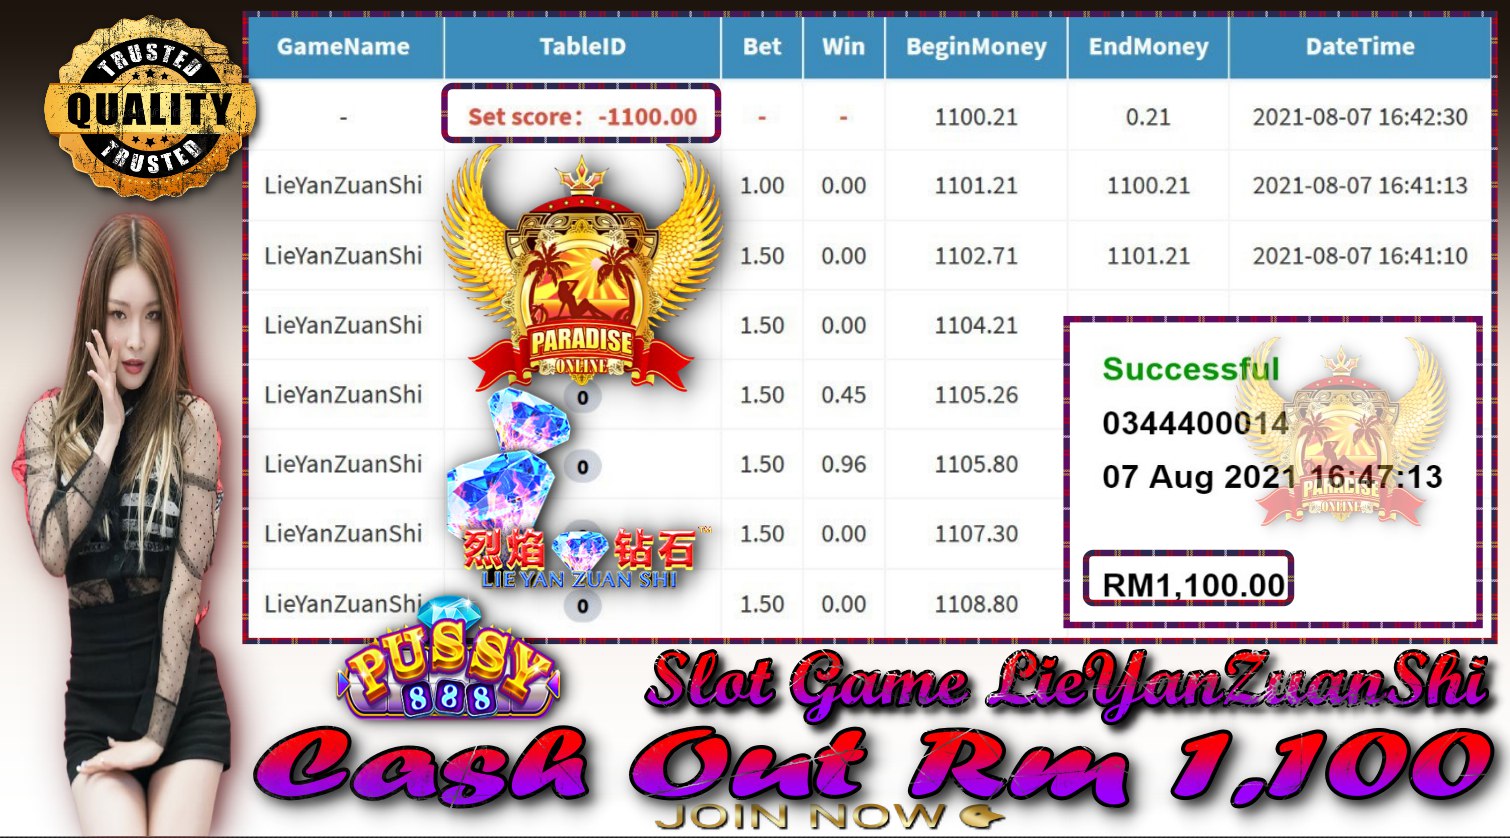 TRUSTED
QUALITY
TRUSTED
GameName TableID Bet Win BeginMoney EndMoney DateTime
- Set score：-1100.00 - - 1100.21 0.21 2021-08-07 16:42:30
LieYanZuanShi 1.00 0.00 1101.21 1100.21 2021-08-07 16:41:13
LieYanZuanShi 1.50 0.00 1102.71 1101.21 2021-08-07 16:41:10
LieYanZuanShi 1.50 0.00 1104.21
LieYanZuanShi 0 1.50 0.45 1105.26
LieYanZuanShi 0 1.50 0.96 1105.80
LieYanZuanShi 1.50 0.00 1107.30
LieYanZuanShi 0 1.50 0.00 1108.80
PARADISE
ONLINE
烈焰 钻石 ™
LIE YAN ZUAN SHI
Successful
0344400014
07 Aug 2021 16:47:13
PARADISE
ONLINE
RM1,100.00
PUSSY
888
Slot Game LieYanZuanShi
Cash Out Rm 1,100
JOIN NOW